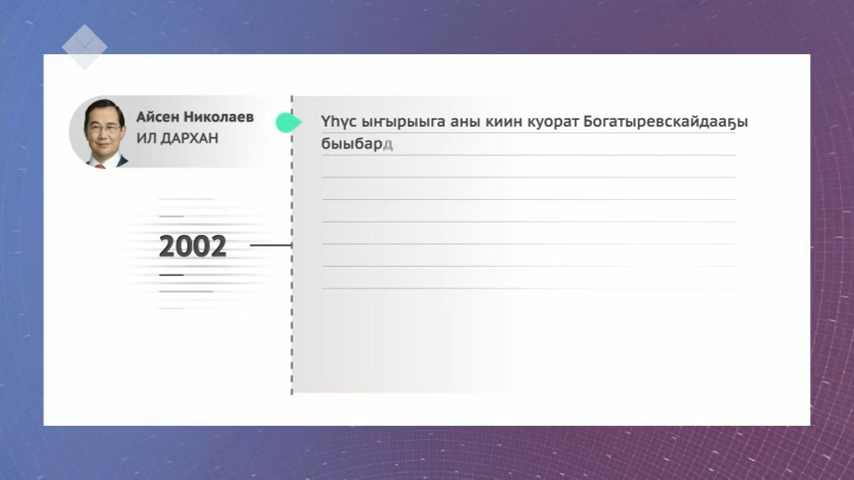 Айсен Николаев
ИЛ ДАРХАН
2002
Үһүс ыҥырыыга аны киин куорат Богатыревскайдааҕы
быыбард